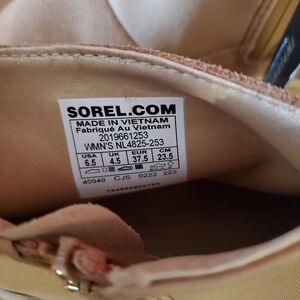 SOREL.COM
MADE IN VIETNAM
Fabriqué Au Vietnam
2019661253
WMN'S NL4825-253
USA UK EUR CM
6.5 4.5 37.5 23.5
40949 CJS 0222 222